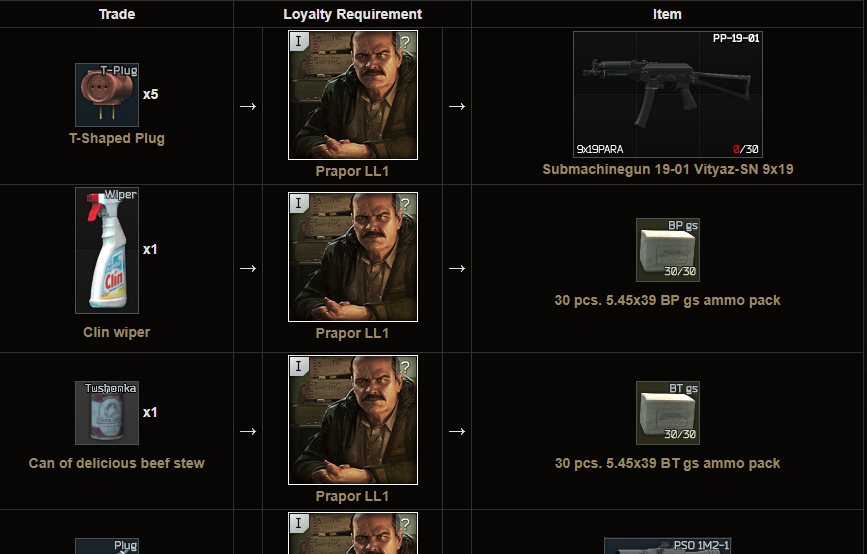 Trade Loyalty Requirement Item
T-Plug
x5
T-Shaped Plug
→
I ?
Prapor LL1
→
PP-19-01
9x19PARA 0/30
Submachinegun 19-01 Vityaz-SN 9x19
Wiper
Clin
x1
Clin wiper
→
I ?
Prapor LL1
→
BP gs
30/30
30 pcs. 5.45x39 BP gs ammo pack
Tushonka
x1
Can of delicious beef stew
→
I ?
Prapor LL1
→
BT gs
30/30
30 pcs. 5.45x39 BT gs ammo pack
Plug
I ?
PSO 1M2-1